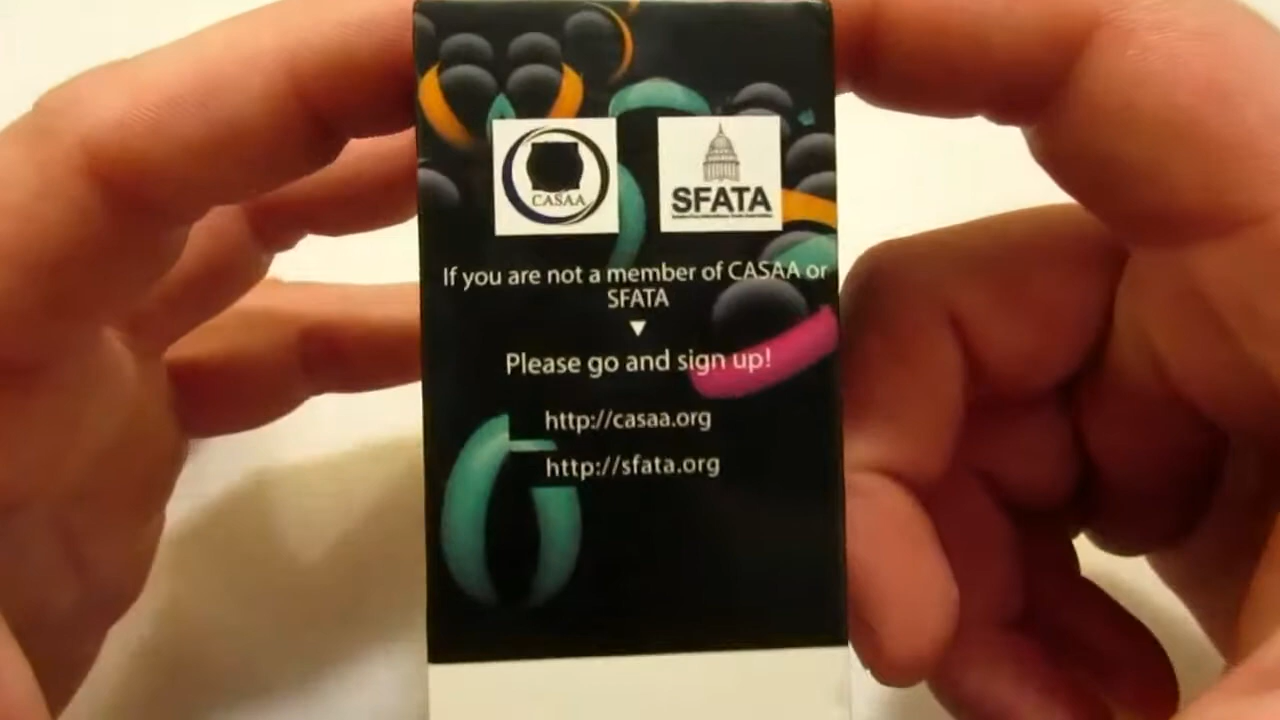 CASAA
SFATA
If you are not a member of CASAA or
SFATA
Please go and sign up!
http://casaa.org
http://sfata.org